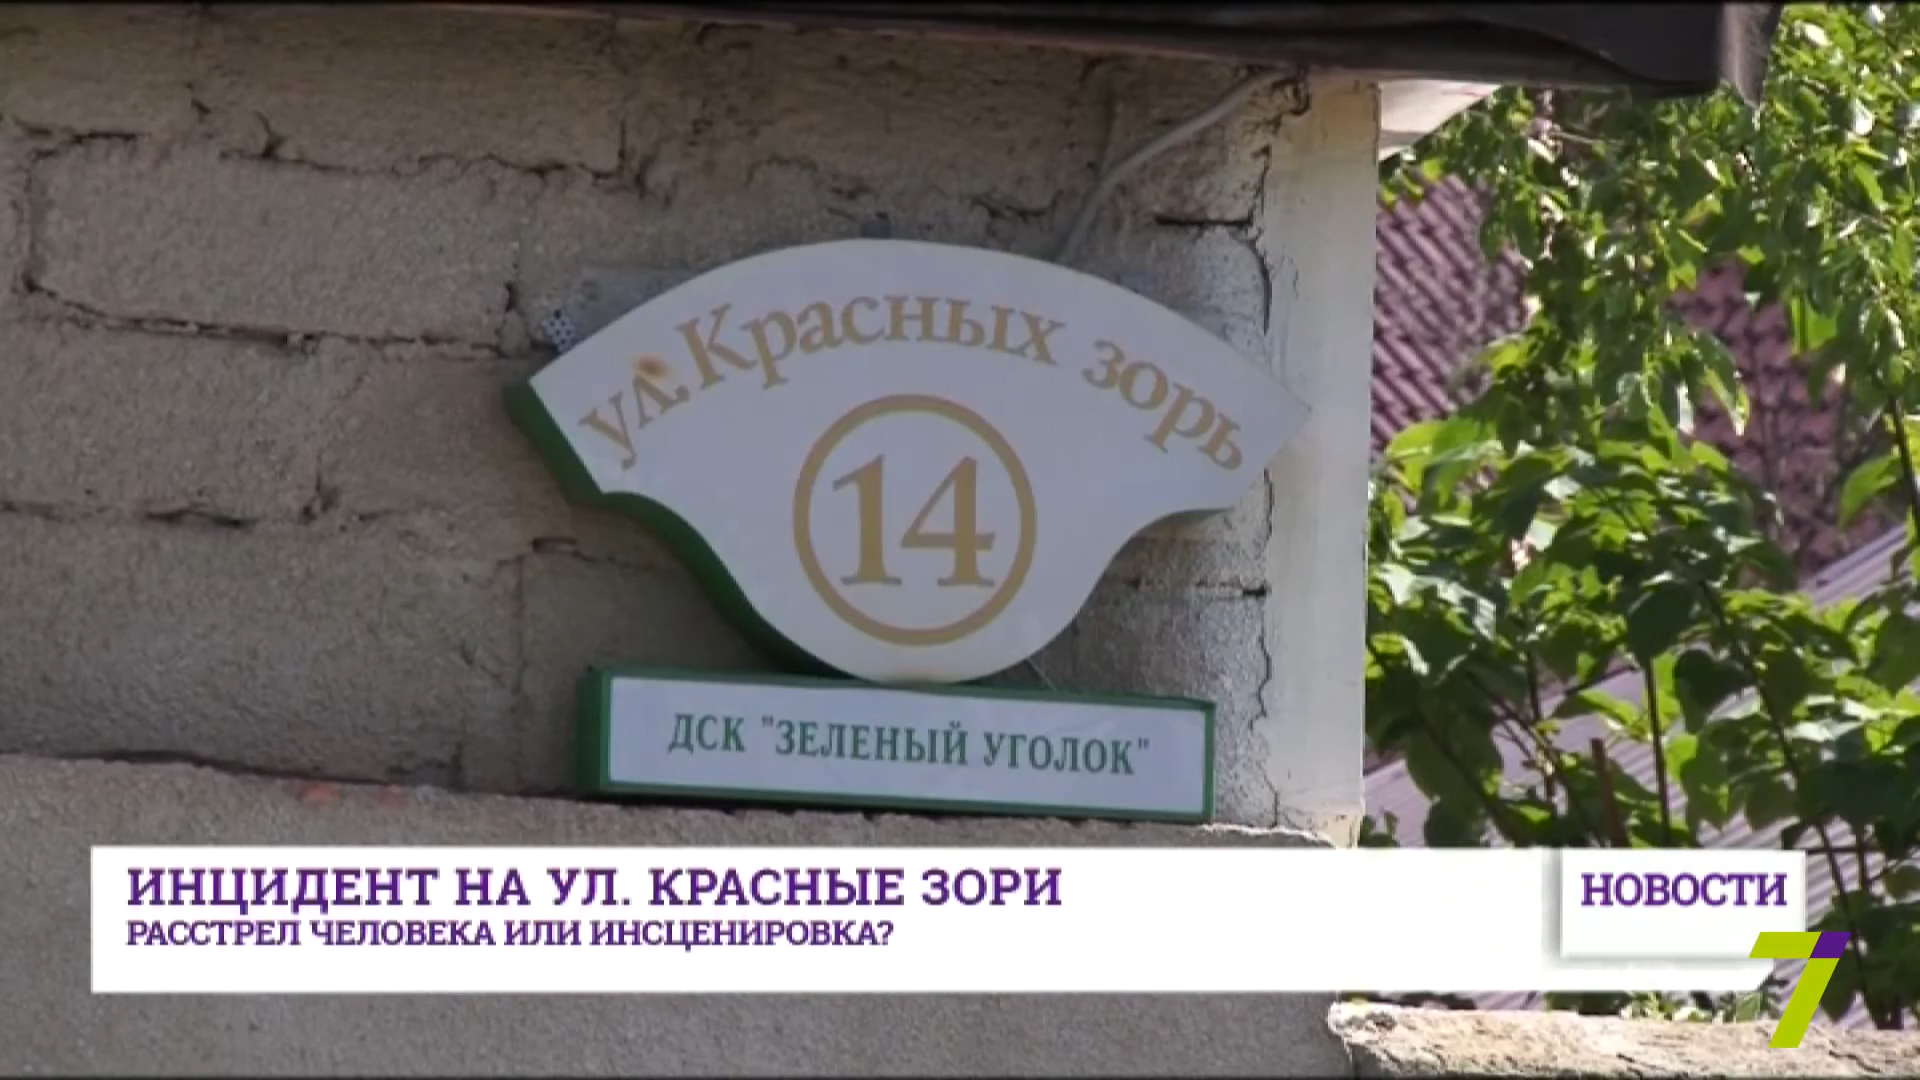 ул. Красных зорь
14
ДСК "ЗЕЛЕНЫЙ УГОЛОК"
ИНЦИДЕНТ НА УЛ. КРАСНЫЕ ЗОРИ
РАССТРЕЛ ЧЕЛОВЕКА ИЛИ ИНСЦЕНИРОВКА?
НОВОСТИ
7